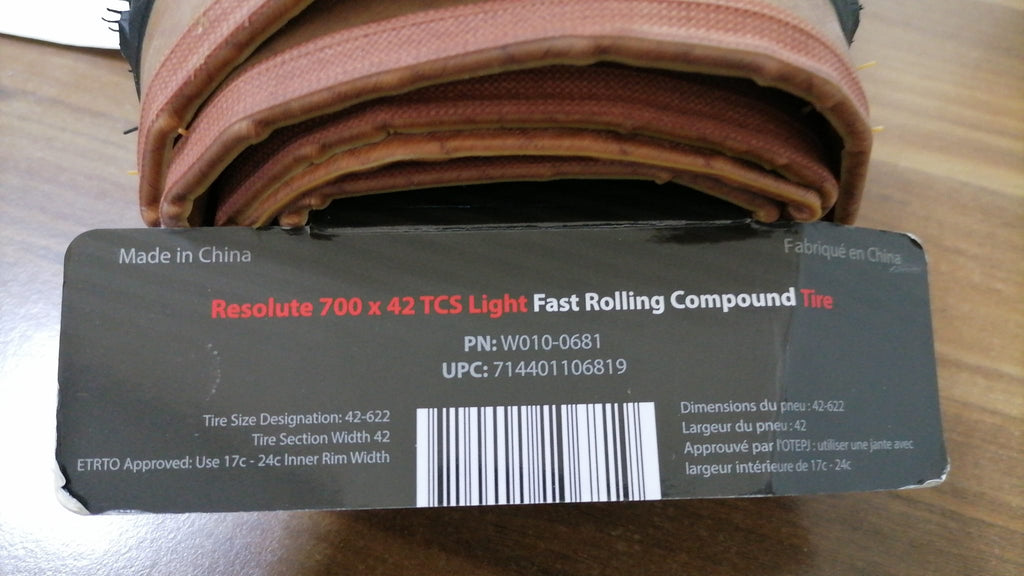 Made in China
Fabriqué en China
Resolute 700 x 42 TCS Light Fast Rolling Compound Tire
PN: W010-0681
UPC: 714401106819
Tire Size Designation: 42-622
Tire Section Width 42
ETRTO Approved: Use 17c - 24c Inner Rim Width
Dimensions du pneu : 42-622
Largeur du pneu : 42
Approuvé par l'OTEPJ : utiliser une jante avec
largeur intérieure de 17c - 24c